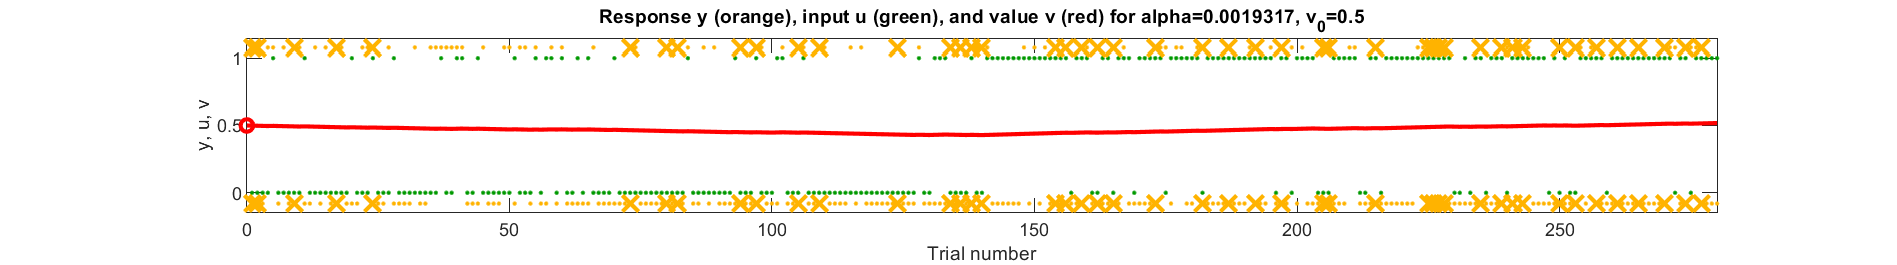 Response y (orange), input u (green), and value v (red) for alpha=0.0019317, v0=0.5
y, u, v
1
0.5
0
0 50 100 150 200 250
Trial number